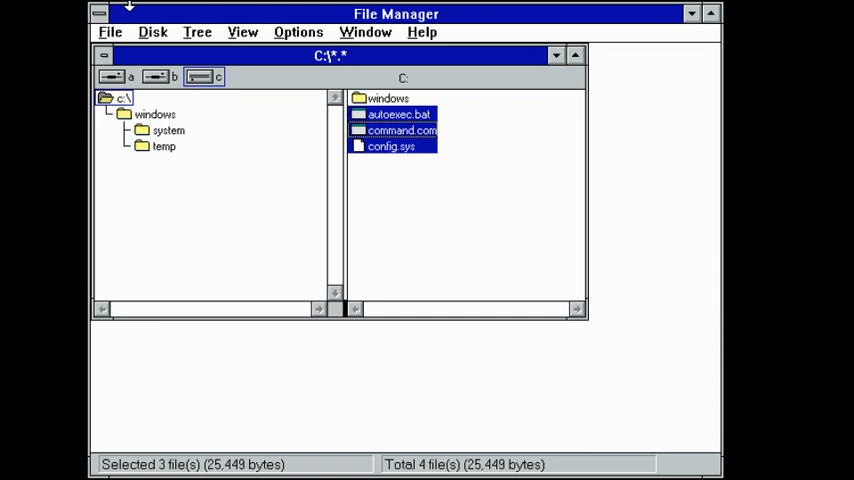 File Manager
File Disk Tree View Options Window Help
C:\*.*
a b c C:
c:\
windows
system
temp
windows
autoexec.bat
command.com
config.sys
Selected 3 file(s) (25,449 bytes) Total 4 file(s) (25,449 bytes)